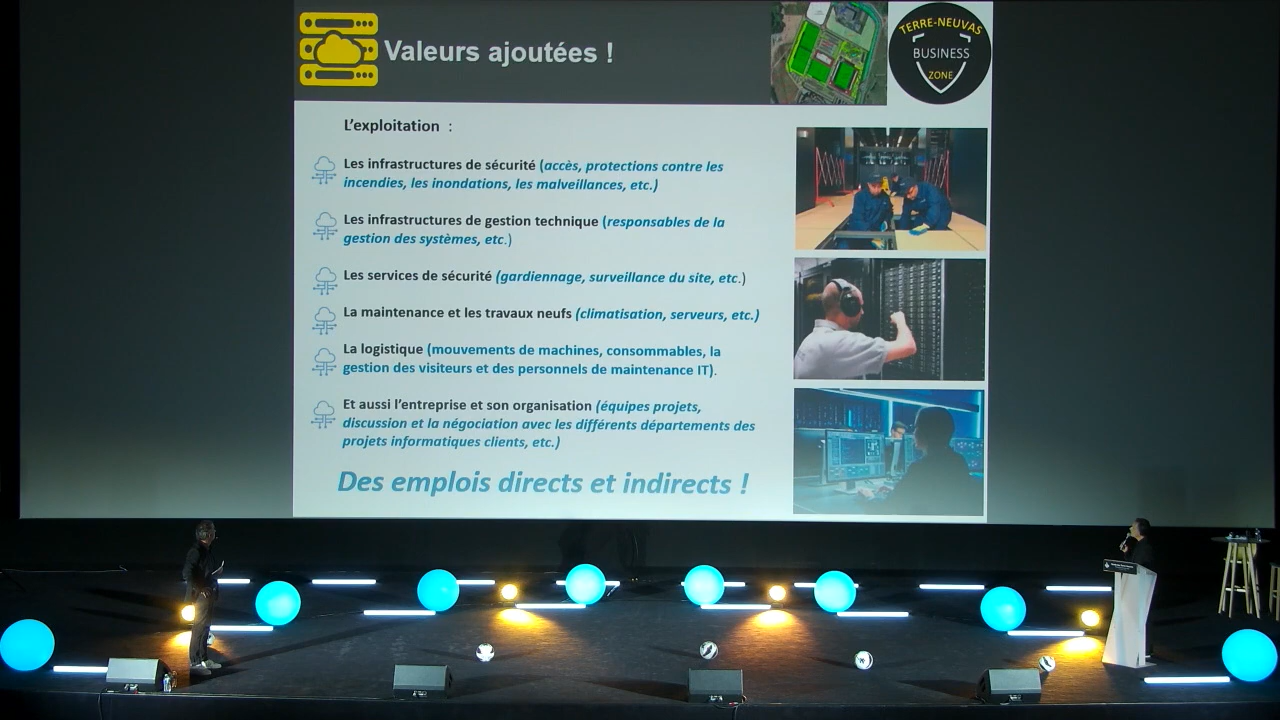 Valeurs ajoutées !
TERRE-NEUVAS
BUSINESS
ZONE
L'exploitation :
Les infrastructures de sécurité (accès, protections contre les
incendies, les inondations, les malveillances, etc.)
Les infrastructures de gestion technique (responsables de la
gestion des systèmes, etc.)
Les services de sécurité (gardiennage, surveillance du site, etc.)
La maintenance et les travaux neufs (climatisation, serveurs, etc.)
La logistique (mouvements de machines, consommables, la
gestion des visiteurs et des personnels de maintenance IT).
Et aussi l'entreprise et son organisation (équipes projets,
discussion et la négociation avec les différents départements des
projets informatiques clients, etc.)
Des emplois directs et indirects !